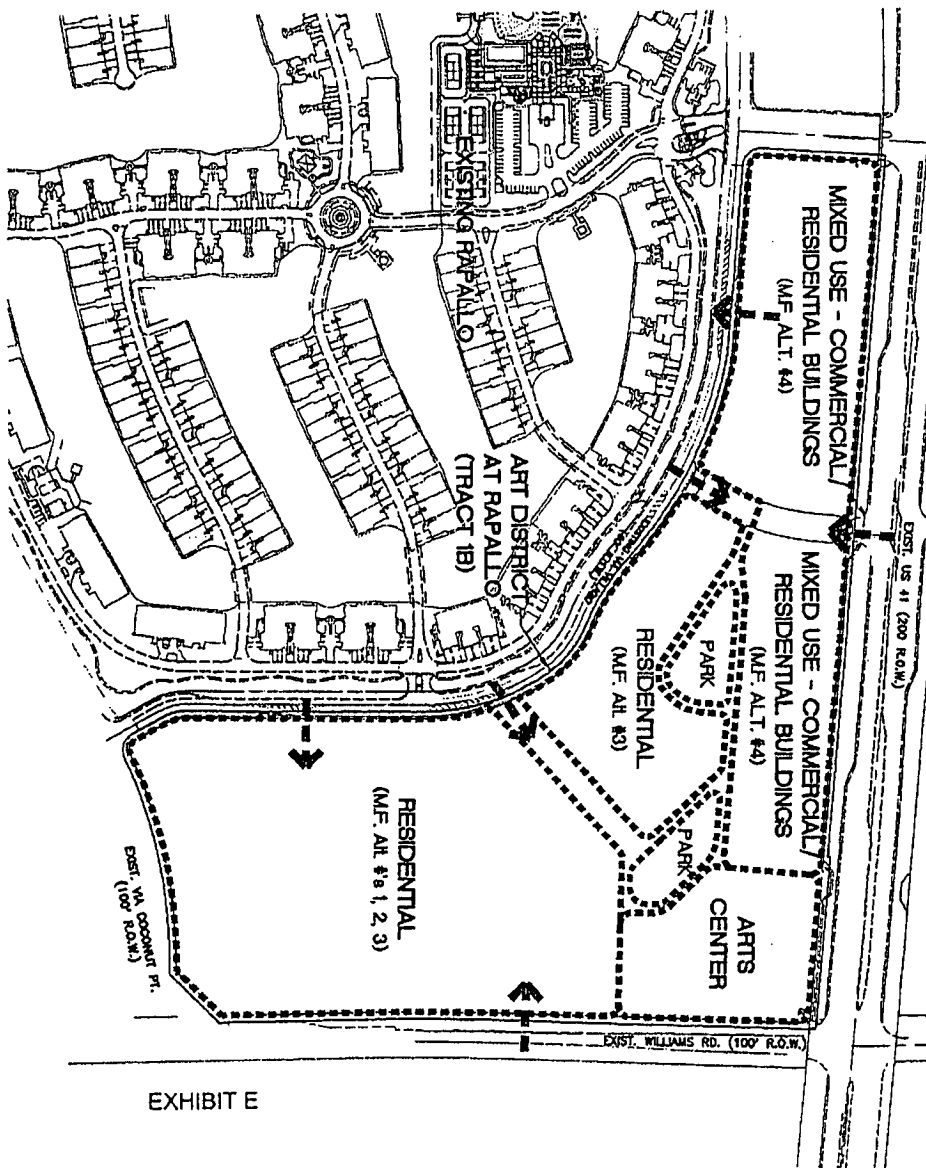 EXISTING RAPALLO
MIXED USE - COMMERCIAL/
RESIDENTIAL BUILDINGS
(M.F. ALT. #4)
EXIST. US 41 (200 R.O.W.)
MIXED USE - COMMERCIAL/
RESIDENTIAL BUILDINGS
(M.F. ALT. #4)
ART DISTRICT
AT RAPALLO
(TRACT 1B)
PARK
RESIDENTIAL
(M.F. Alt. #3)
PARK
ARTS
CENTER
RESIDENTIAL
(M.F. Alt. #'s 1, 2, 3)
EXIST. VIA COCONUT PT.
(100' R.O.W.)
EXIST. WILLIAMS RD. (100' R.O.W.)
EXHIBIT E